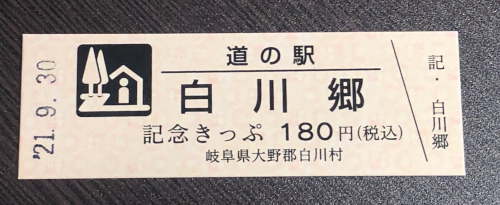 '21.9.30
道の駅
白川郷
記念きっぷ 180円(税込)
岐阜県大野郡白川村
記・白川郷